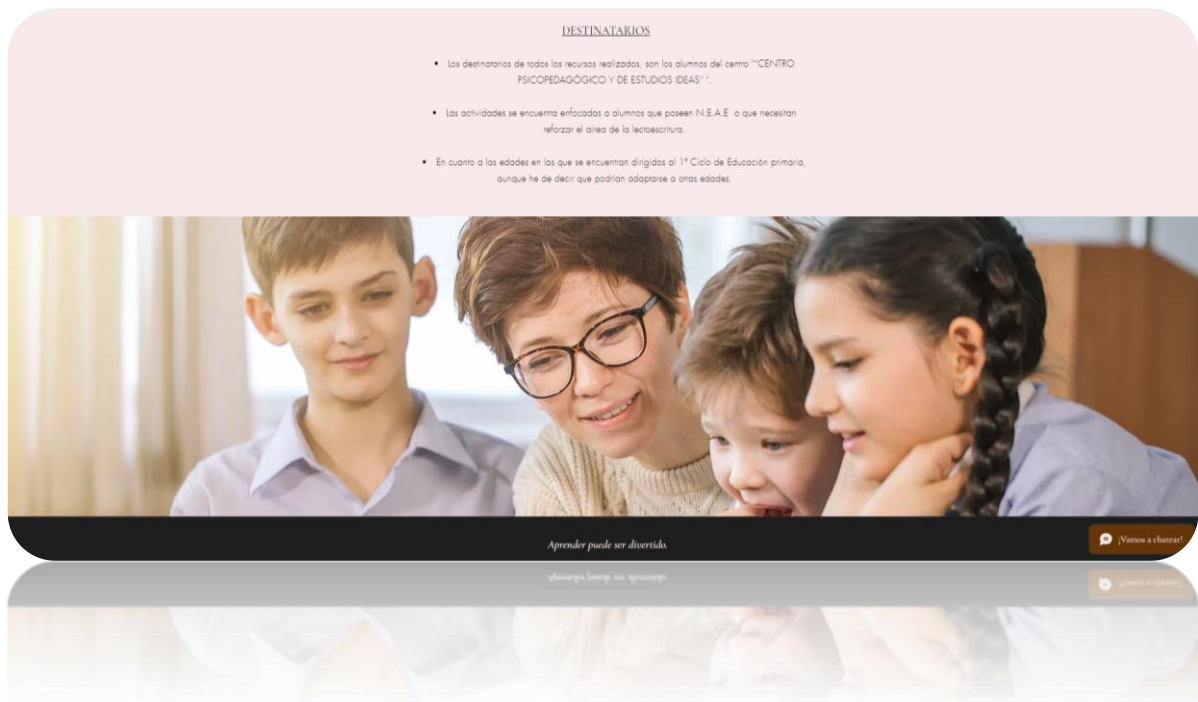 DESTINATARIOS
• Los destinatarios de todos los recursos realizados, son los alumnos del centro ""CENTRO
PSICOPEDAGÓGICO Y DE ESTUDIOS IDEAS" ".
• Las actividades se encuentra enfocadas a alumnos que poseen N.E.A.E o que necesitan
reforzar el airea de la lectoescritura.
• En cuanto a las edades en las que se encuentran dirigidos al 1º Ciclo de Educación primaria,
aunque he de decir que podrían adaptarse a otras edades.
Aprender puede ser divertido.
¡Vamos a chatear!